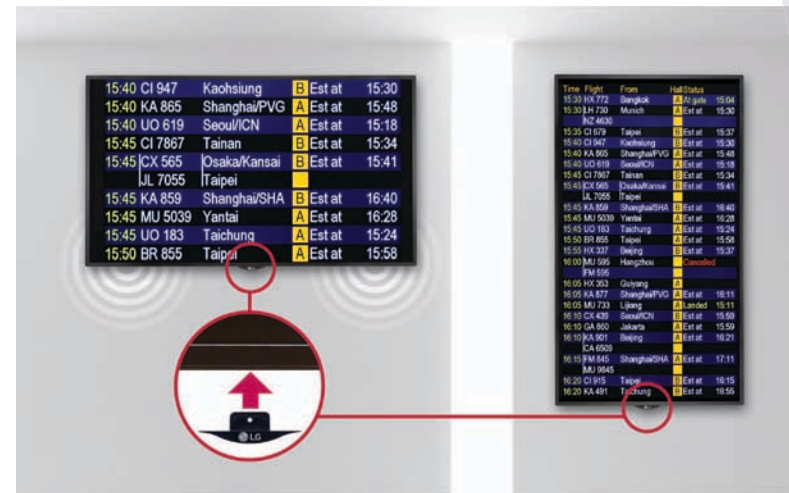 15:40 CI 947 Kaohsiung B Est at 15:30
15:40 KA 865 Shanghai/PVG A Est at 15:48
15:40 UO 619 Seoul/ICN A Est at 15:18
15:45 CI 7867 Tainan B Est at 15:34
15:45 CX 565 Osaka/Kansai B Est at 15:41
JL 7055 Taipei
15:45 KA 859 Shanghai/SHA B Est at 16:40
15:45 MU 5039 Yantai A Est at 16:28
15:45 UO 183 Taichung A Est at 15:24
15:50 BR 855 Taipei A Est at 15:58
LG
Time Flight From Hall Status
15:30 HX 772 Bangkok A At gate 15:04
15:30 LH 730 Munich A Est at 15:30
NZ 4630
15:35 CI 679 Taipei B Est at 15:37
15:40 CI 947 Kaohsiung B Est at 15:30
15:40 KA 865 Shanghai/PVG A Est at 15:48
15:40 UO 619 Seoul/ICN A Est at 15:18
15:45 CI 7867 Tainan B Est at 15:34
15:45 CX 565 Osaka/Kansai B Est at 15:41
JL 7055 Taipei
15:45 KA 859 Shanghai/SHA B Est at 16:40
15:45 MU 5039 Yantai A Est at 16:28
15:45 UO 183 Taichung A Est at 15:24
15:50 BR 855 Taipei A Est at 15:58
15:55 HX 337 Beijing B Est at 15:37
16:00 MU 595 Hangzhou Cancelled
FM 595
16:05 HX 353 Guiyang A
16:05 KA 877 Shanghai/PVG A Est at 16:11
16:05 MU 733 Lijiang A Landed 15:11
16:10 CX 439 Seoul/ICN B Est at 15:59
16:10 GA 860 Jakarta A Est at 15:59
16:10 KA 901 Beijing A Est at 16:21
CA 6509
16:15 FM 845 Shanghai/SHA A Est at 17:11
MU 9845
16:20 CI 915 Taipei B Est at 16:15
16:20 KA 491 Taichung B Est at 16:55